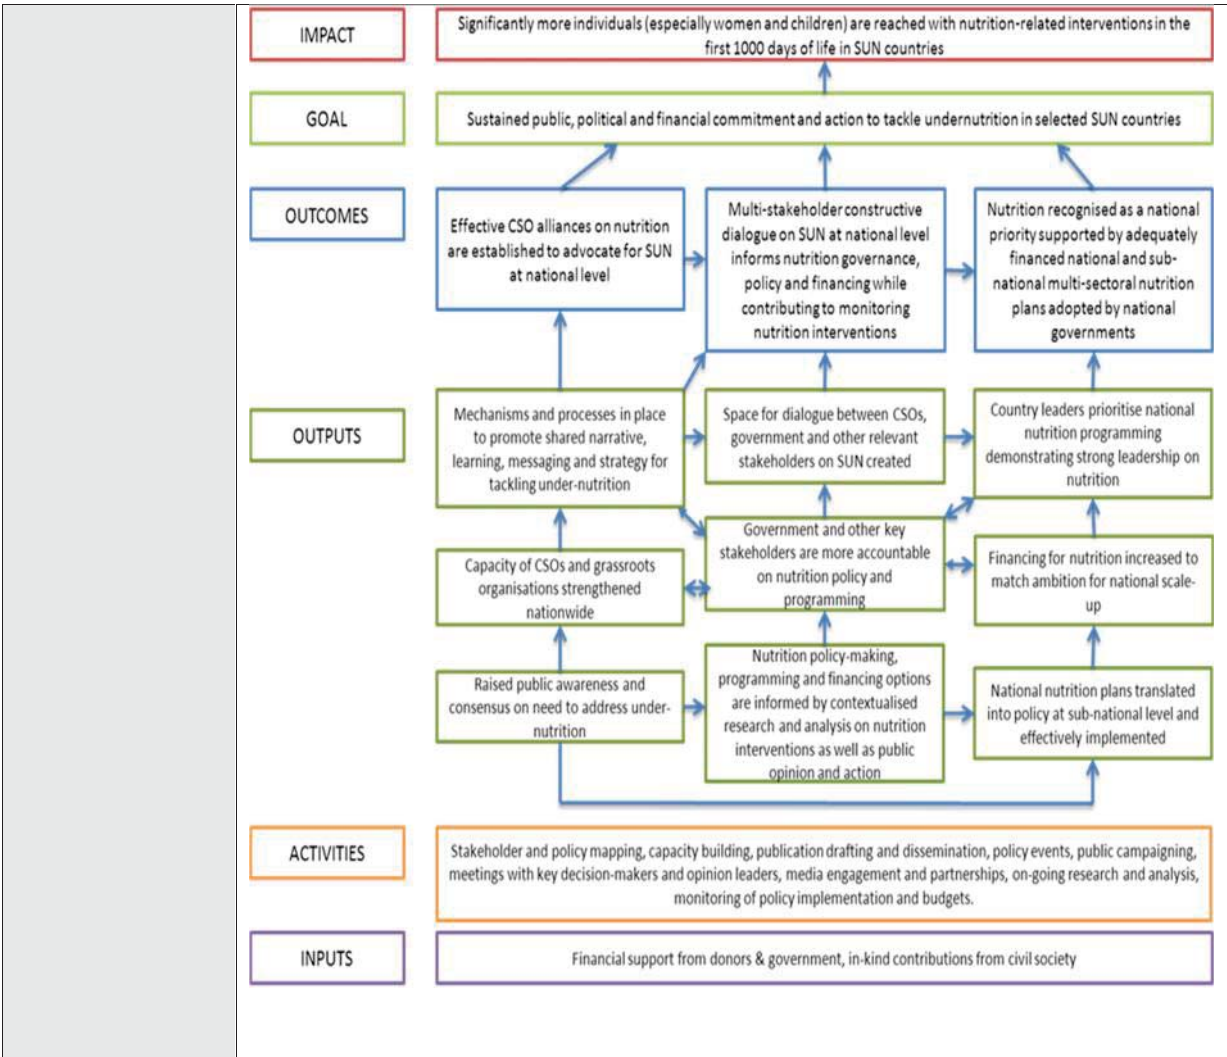 IMPACT
Significantly more individuals (especially women and children) are reached with nutrition-related interventions in the
first 1000 days of life in SUN countries
GOAL
Sustained public, political and financial commitment and action to tackle undernutrition in selected SUN countries
OUTCOMES
Effective CSO alliances on nutrition
are established to advocate for SUN
at national level
Multi-stakeholder constructive
dialogue on SUN at national level
informs nutrition governance,
policy and financing while
contributing to monitoring
nutrition interventions
Nutrition recognised as a national
priority supported by adequately
financed national and sub-
national multi-sectoral nutrition
plans adopted by national
governments
OUTPUTS
Mechanisms and processes in place
to promote shared narrative,
learning, messaging and strategy for
tackling under-nutrition
Space for dialogue between CSOs,
government and other relevant
stakeholders on SUN created
Country leaders prioritise national
nutrition programming
demonstrating strong leadership on
nutrition
Capacity of CSOs and grassroots
organisations strengthened
nationwide
Government and other key
stakeholders are more accountable
on nutrition policy and
programming
Financing for nutrition increased to
match ambition for national scale-
up
Raised public awareness and
consensus on need to address under-
nutrition
Nutrition policy-making,
programming and financing options
are informed by contextualised
research and analysis on nutrition
interventions as well as public
opinion and action
National nutrition plans translated
into policy at sub-national level and
effectively implemented
ACTIVITIES
Stakeholder and policy mapping, capacity building, publication drafting and dissemination, policy events, public campaigning,
meetings with key decision-makers and opinion leaders, media engagement and partnerships, on-going research and analysis,
monitoring of policy implementation and budgets.
INPUTS
Financial support from donors & government, in-kind contributions from civil society